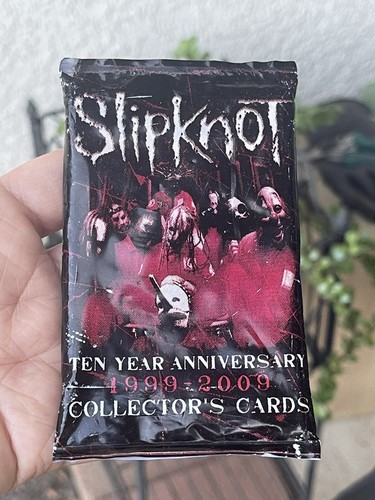 Slipknot
TEN YEAR ANNIVERSARY
1999-2009
COLLECTOR'S CARDS